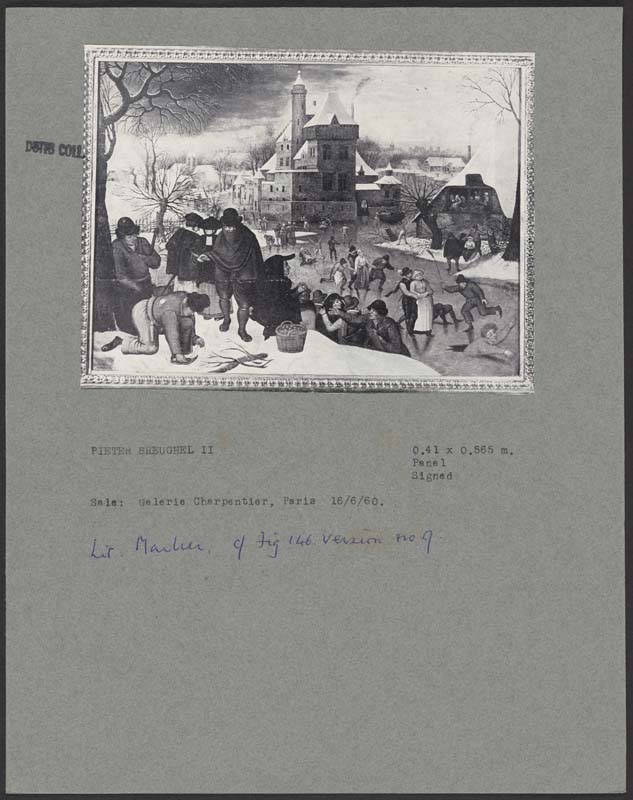 DSTB COLL.
PIETER BREUGHEL II
0.41 x 0.565 m.
Panel
Signed
Sale: Galerie Charpentier, Paris 16/6/60.
Lit. Marlier, cf fig 146 version no 9